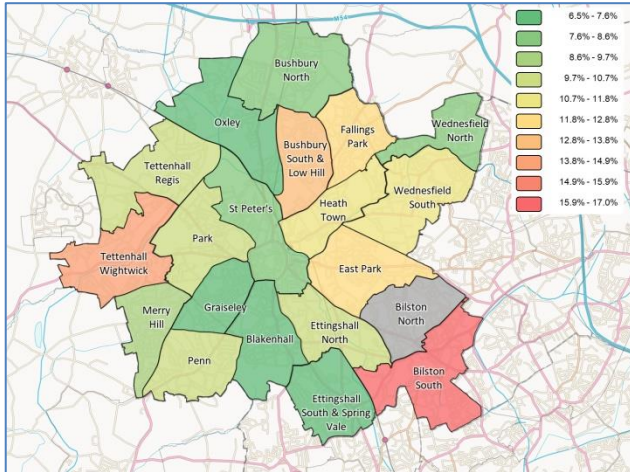 6.5% - 7.6%
7.6% - 8.6%
8.6% - 9.7%
9.7% - 10.7%
10.7% - 11.8%
11.8% - 12.8%
12.8% - 13.8%
13.8% - 14.9%
14.9% - 15.9%
15.9% - 17.0%
Bushbury
North
Oxley
Bushbury
South &
Low Hill
Fallings
Park
Wednesfield
North
Tettenhall
Regis
Wednesfield
South
St Peter's
Heath
Town
Park
Tettenhall
Wightwick
East Park
Merry
Hill
Graiseley
Bilston
North
Blakenhall
Ettingshall
North
Penn
Bilston
South
Ettingshall
South & Spring
Vale